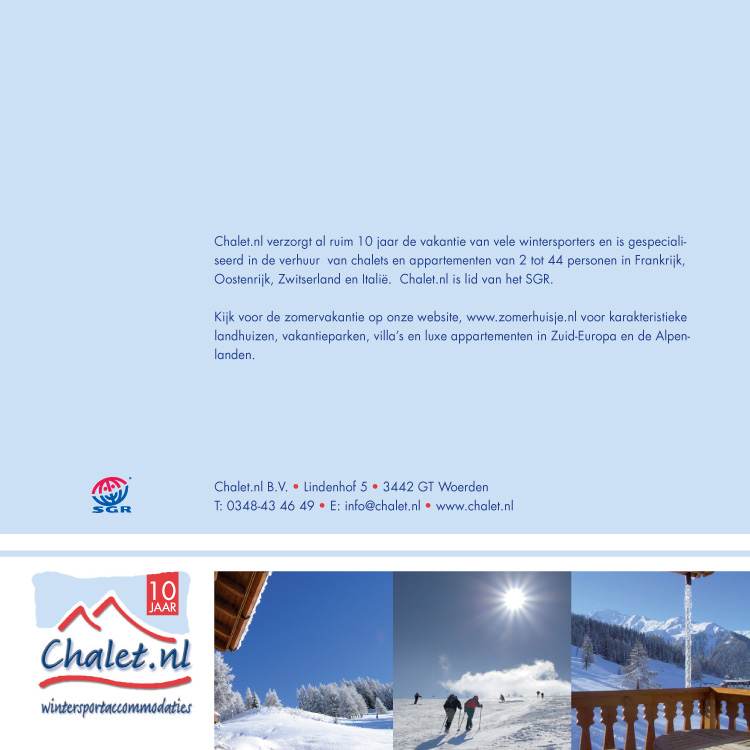 Chalet.nl verzorgt al ruim 10 jaar de vakantie van vele wintersporters en is gespeciali-
seerd in de verhuur  van chalets en appartementen van 2 tot 44 personen in Frankrijk,
Oostenrijk, Zwitserland en Italië.  Chalet.nl is lid van het SGR.
Kijk voor de zomervakantie op onze website, www.zomerhuisje.nl voor karakteristieke
landhuizen, vakantieparken, villa's en luxe appartementen in Zuid-Europa en de Alpen-
landen.
SGR
Chalet.nl B.V. • Lindenhof 5 • 3442 GT Woerden
T: 0348-43 46 49 • E: info@chalet.nl • www.chalet.nl
10
JAAR
Chalet.nl
wintersportaccommodaties